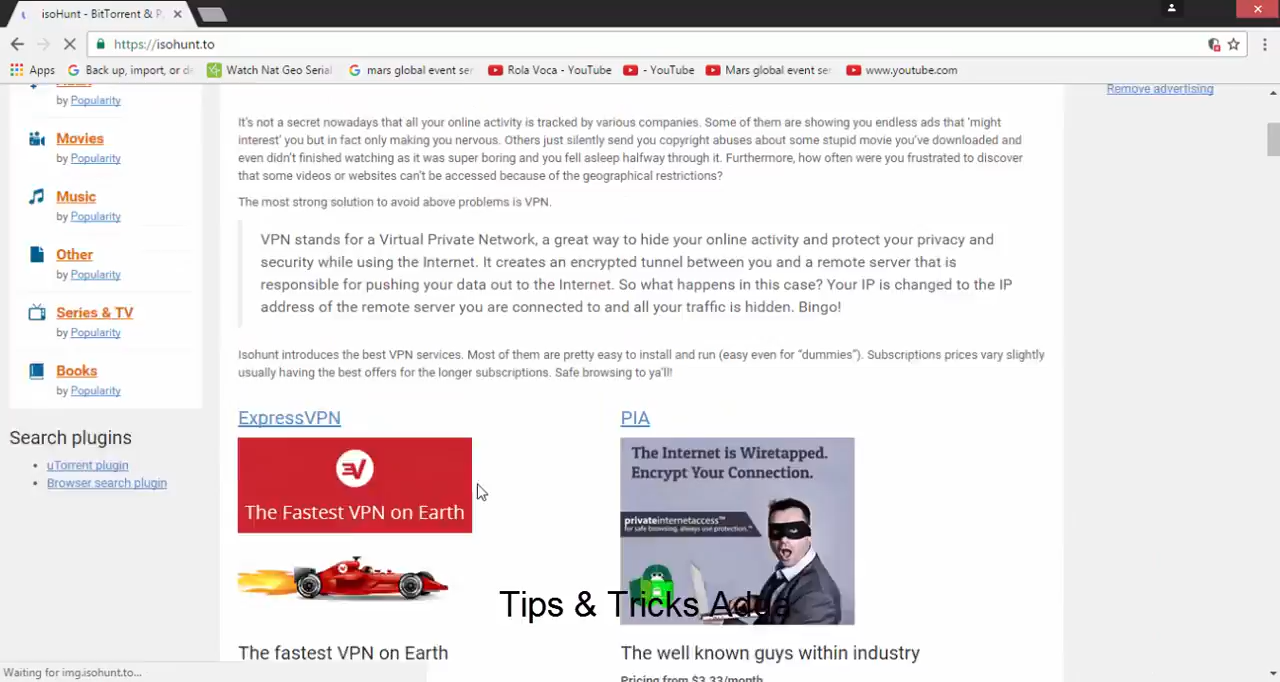 isoHunt - BitTorrent & P
https://isohunt.to
Apps
Back up, import, or de
Watch Nat Geo Serial
mars global event ser
Rola Voca - YouTube
- YouTube
Mars global event se
www.youtube.com
by Popularity
Movies
by Popularity
Music
by Popularity
Other
by Popularity
Series & TV
by Popularity
Books
by Popularity
Search plugins
uTorrent plugin
Browser search plugin
Remove advertising
It's not a secret nowadays that all your online activity is tracked by various companies. Some of them are showing you endless ads that 'might
interest' you but in fact only making you nervous. Others just silently send you copyright abuses about some stupid movie you've downloaded and
even didn't finished watching as it was super boring and you fell asleep halfway through it. Furthermore, how often were you frustrated to discover
that some videos or websites can't be accessed because of the geographical restrictions?
The most strong solution to avoid above problems is VPN.
VPN stands for a Virtual Private Network, a great way to hide your online activity and protect your privacy and
security while using the Internet. It creates an encrypted tunnel between you and a remote server that is
responsible for pushing your data out to the Internet. So what happens in this case? Your IP is changed to the IP
address of the remote server you are connected to and all your traffic is hidden. Bingo!
Isohunt introduces the best VPN services. Most of them are pretty easy to install and run (easy even for "dummies"). Subscriptions prices vary slightly
usually having the best offers for the longer subscriptions. Safe browsing to ya'll!
ExpressVPN
The Fastest VPN on Earth
The fastest VPN on Earth
PIA
The Internet is Wiretapped.
Encrypt Your Connection.
privateinternetaccess™
for safe browsing, always use protection.™
The well known guys within industry
Pricing from $3.33/month
Tips & Tricks Adda
Waiting for img.isohunt.to...